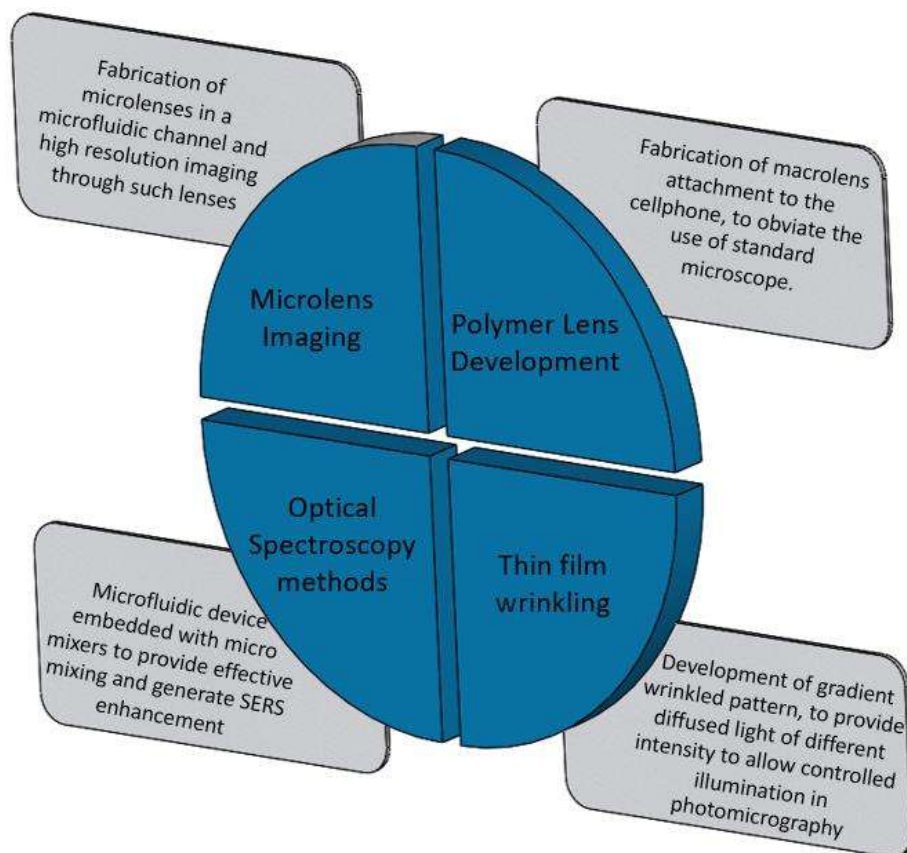 Fabrication of
microlenses in a
microfluidic channel and
high resolution imaging
through such lenses
Fabrication of macrolens
attachment to the
cellphone, to obviate the
use of standard
microscope.
Microlens
Imaging
Polymer Lens
Development
Optical
Spectroscopy
methods
Thin film
wrinkling
Microfluidic device
embedded with micro
mixers to provide effective
mixing and generate SERS
enhancement
Development of gradient
wrinkled pattern, to provide
diffused light of different
intensity to allow controlled
illumination in
photomicrography